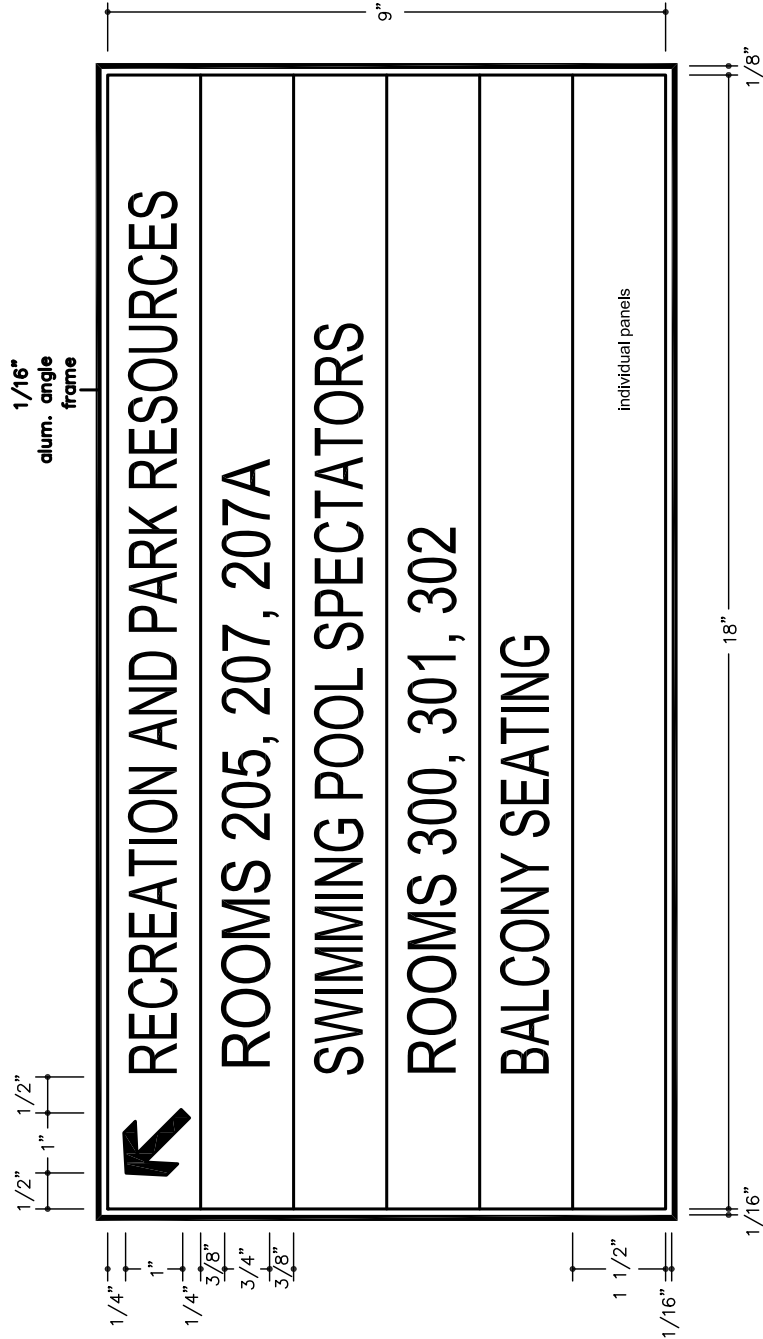 1/2”
1”
1/2”
1/16”
alum. angle
frame
1/4”
1”
1/4”
3/8”
3/4”
3/8”
1 1/2”
1/16”
RECREATION AND PARK RESOURCES
ROOMS 205, 207, 207A
SWIMMING POOL SPECTATORS
ROOMS 300, 301, 302
BALCONY SEATING
individual panels
9”
1/16”
18”
1/8”